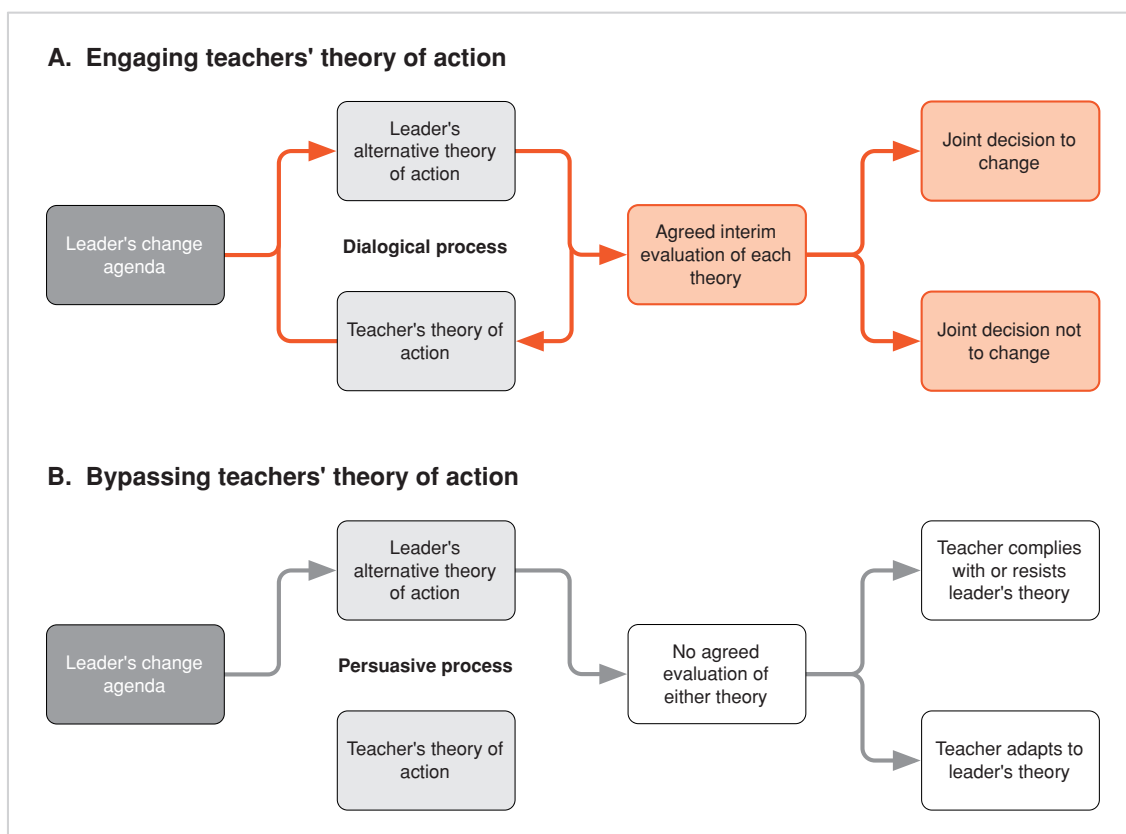 A. Engaging teachers' theory of action
Leader's
alternative theory
of action
Joint decision to
change
Leader's change
agenda
Dialogical process
Agreed interim
evaluation of each
theory
Teacher's theory of
action
Joint decision not
to change
B. Bypassing teachers' theory of action
Leader's
alternative theory
of action
Teacher complies
with or resists
leader's theory
Leader's change
agenda
Persuasive process
No agreed
evaluation of
either theory
Teacher's theory of
action
Teacher adapts to
leader's theory